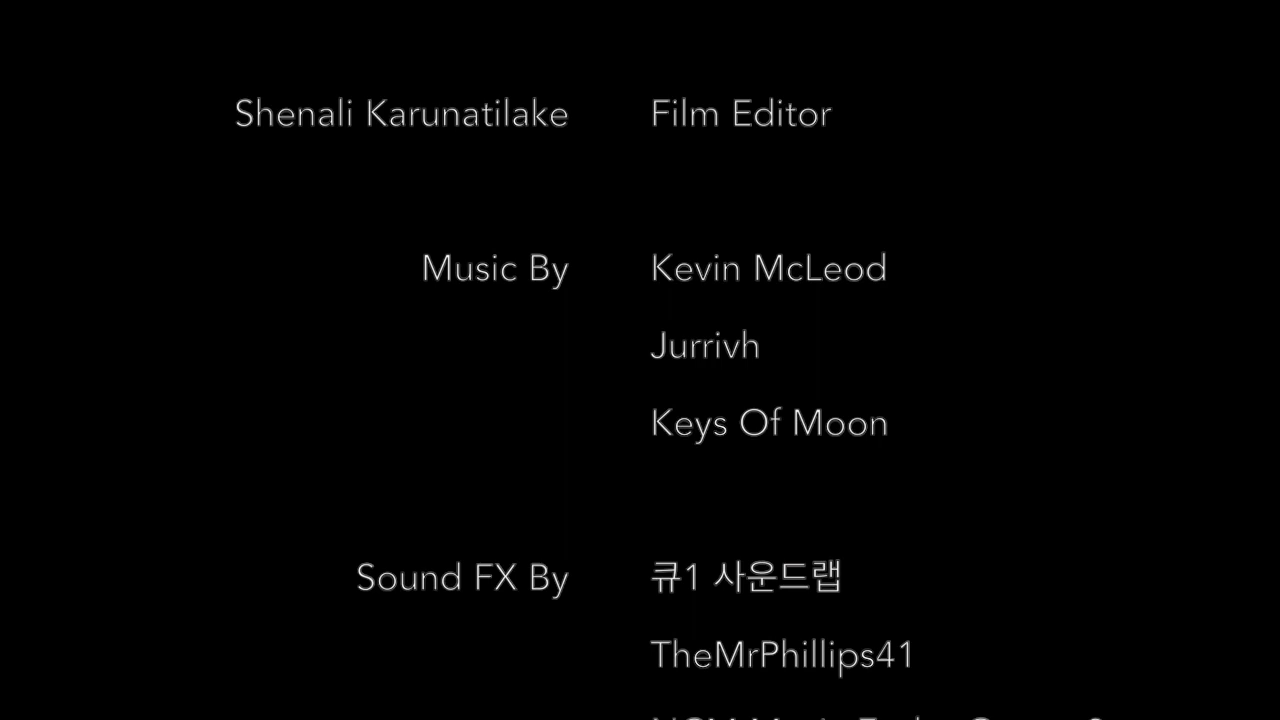 Shenali Karunatilake Film Editor
Music By Kevin McLeod
Jurrivh
Keys Of Moon
Sound FX By 큐1 사운드랩
TheMrPhillips41